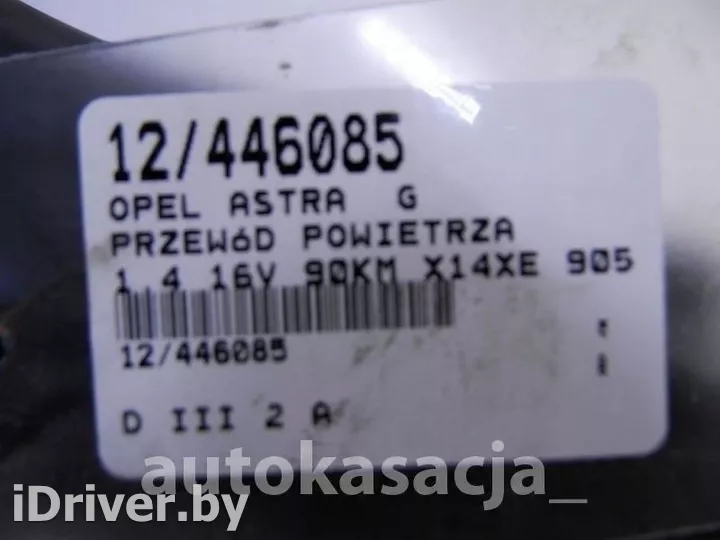 12/446085
OPEL ASTRA G
PRZEWóD POWIETRZA
1 4 16V 90KM X14XE 905
12/446085
D III 2 A
autokasacja_
iDriver.by